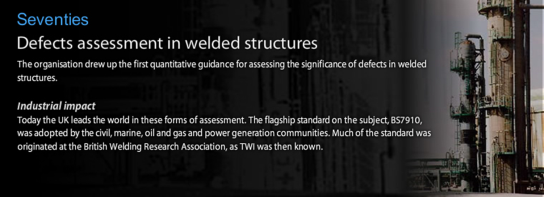 Seventies
Defects assessment in welded structures
The organisation drew up the first quantitative guidance for assessing the significance of defects in welded
structures.
Industrial impact
Today the UK leads the world in these forms of assessment. The flagship standard on the subject, BS7910,
was adopted by the civil, marine, oil and gas and power generation communities. Much of the standard was
originated at the British Welding Research Association, as TWI was then known.